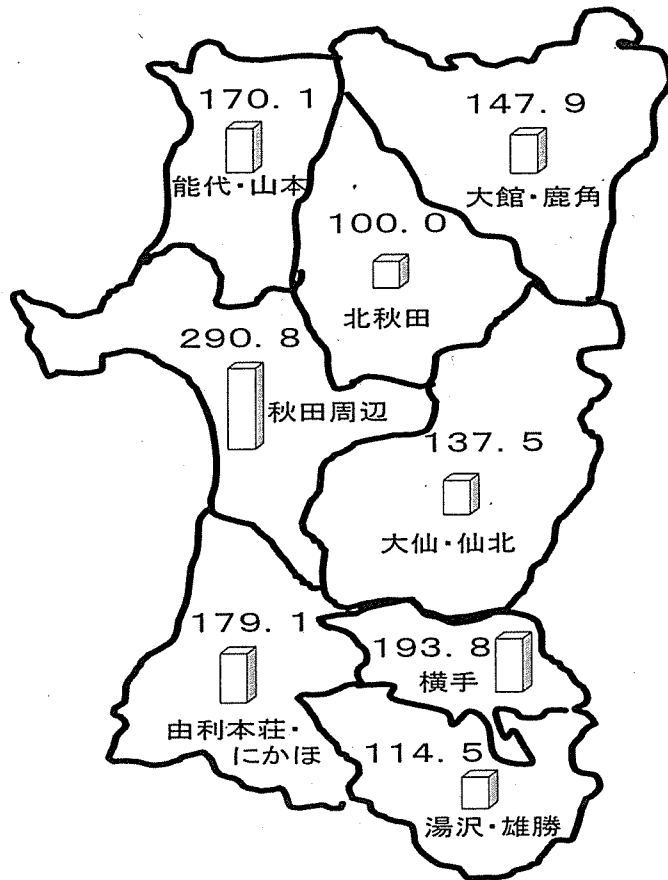 170.1
能代・山本
147.9
大館・鹿角
100.0
北秋田
290.8
秋田周辺
137.5
大仙・仙北
179.1
由利本荘・
にかほ
193.8
横手
114.5
湯沢・雄勝